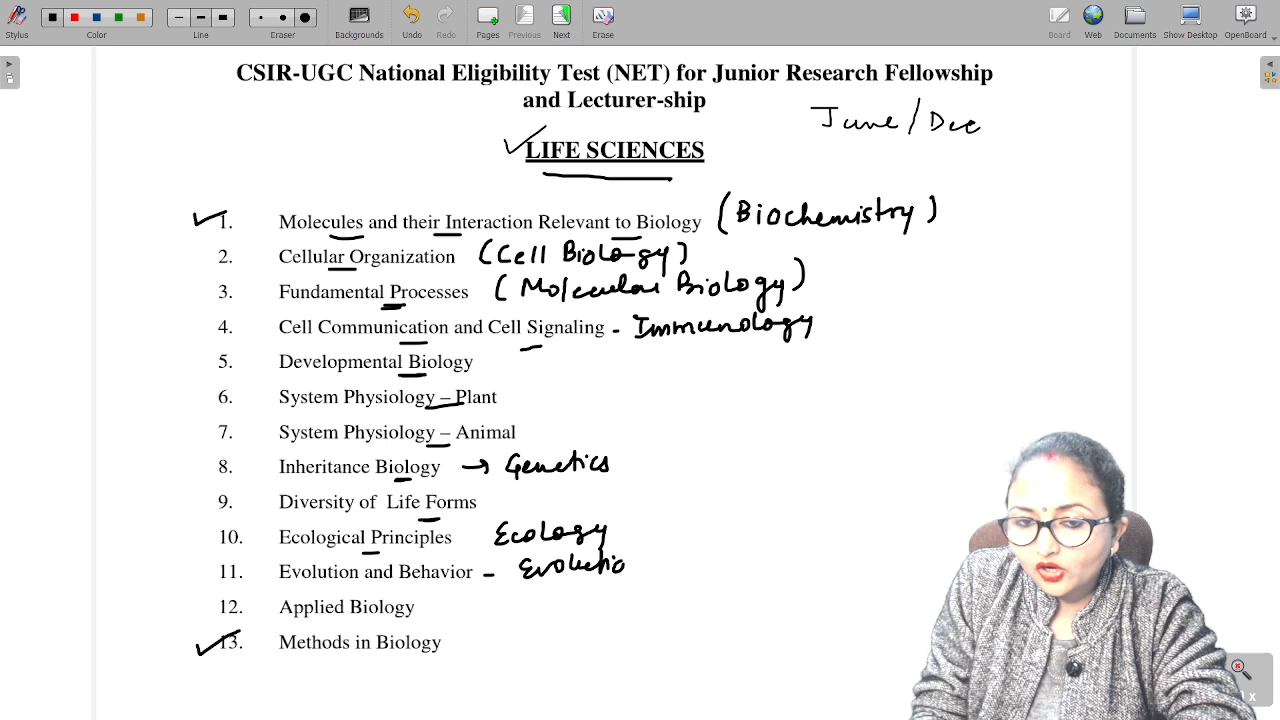 Stylus Color Line Eraser Backgrounds Undo Redo Pages Previous Next Erase Board Web Documents Show Desktop OpenBoard
CSIR-UGC National Eligibility Test (NET) for Junior Research Fellowship
and Lecturer-ship
June/Dec
LIFE SCIENCES
1. Molecules and their Interaction Relevant to Biology (Biochemistry)
2. Cellular Organization (Cell Biology)
3. Fundamental Processes (Molecular Biology)
4. Cell Communication and Cell Signaling - Immunology
5. Developmental Biology
6. System Physiology – Plant
7. System Physiology – Animal
8. Inheritance Biology → Genetics
9. Diversity of Life Forms
10. Ecological Principles Ecology
11. Evolution and Behavior - Evolutio
12. Applied Biology
13. Methods in Biology